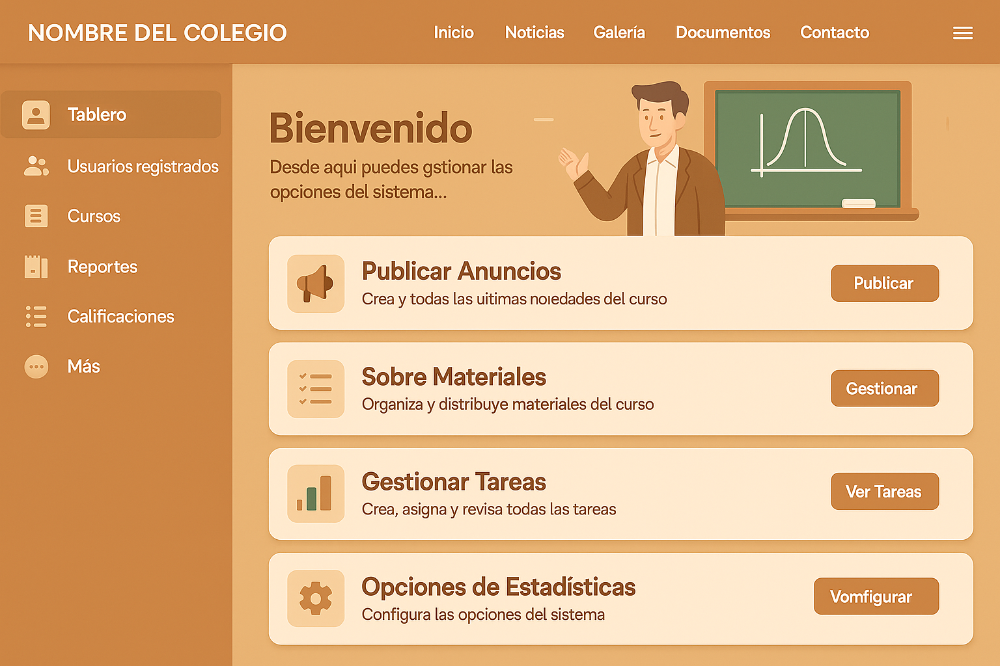 NOMBRE DEL COLEGIO
Inicio Noticias Galería Documentos Contacto
Tablero
Usuarios registrados
Cursos
Reportes
Calificaciones
Más
Bienvenido
Desde aqui puedes gstionar las
opciones del sistema...
Publicar Anuncios
Crea y todas las uitimas noıedades del curso
Publicar
Sobre Materiales
Organiza y distribuye materiales del curso
Gestionar
Gestionar Tareas
Crea, asigna y revisa todas las tareas
Ver Tareas
Opciones de Estadísticas
Configura las opciones del sistema
Vomfigurar